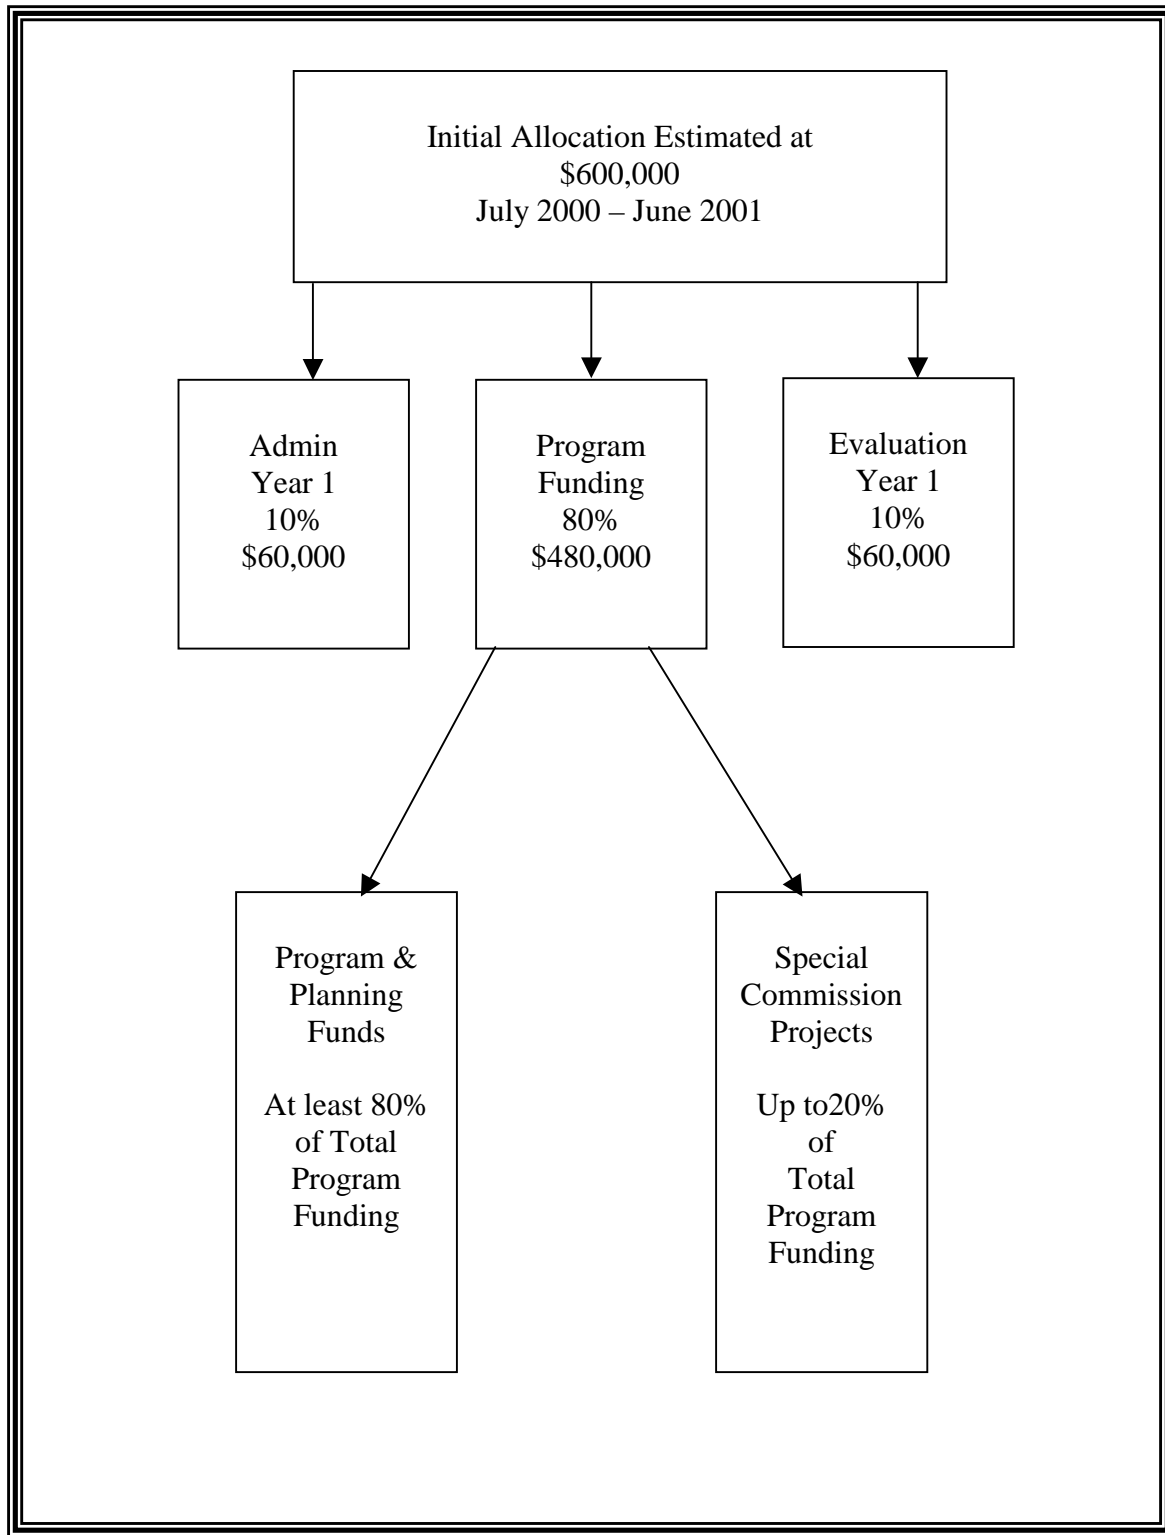 Initial Allocation Estimated at
$600,000
July 2000 – June 2001
Admin
Year 1
10%
$60,000
Program
Funding
80%
$480,000
Evaluation
Year 1
10%
$60,000
Program &
Planning
Funds
At least 80%
of Total
Program
Funding
Special
Commission
Projects
Up to20%
of
Total
Program
Funding